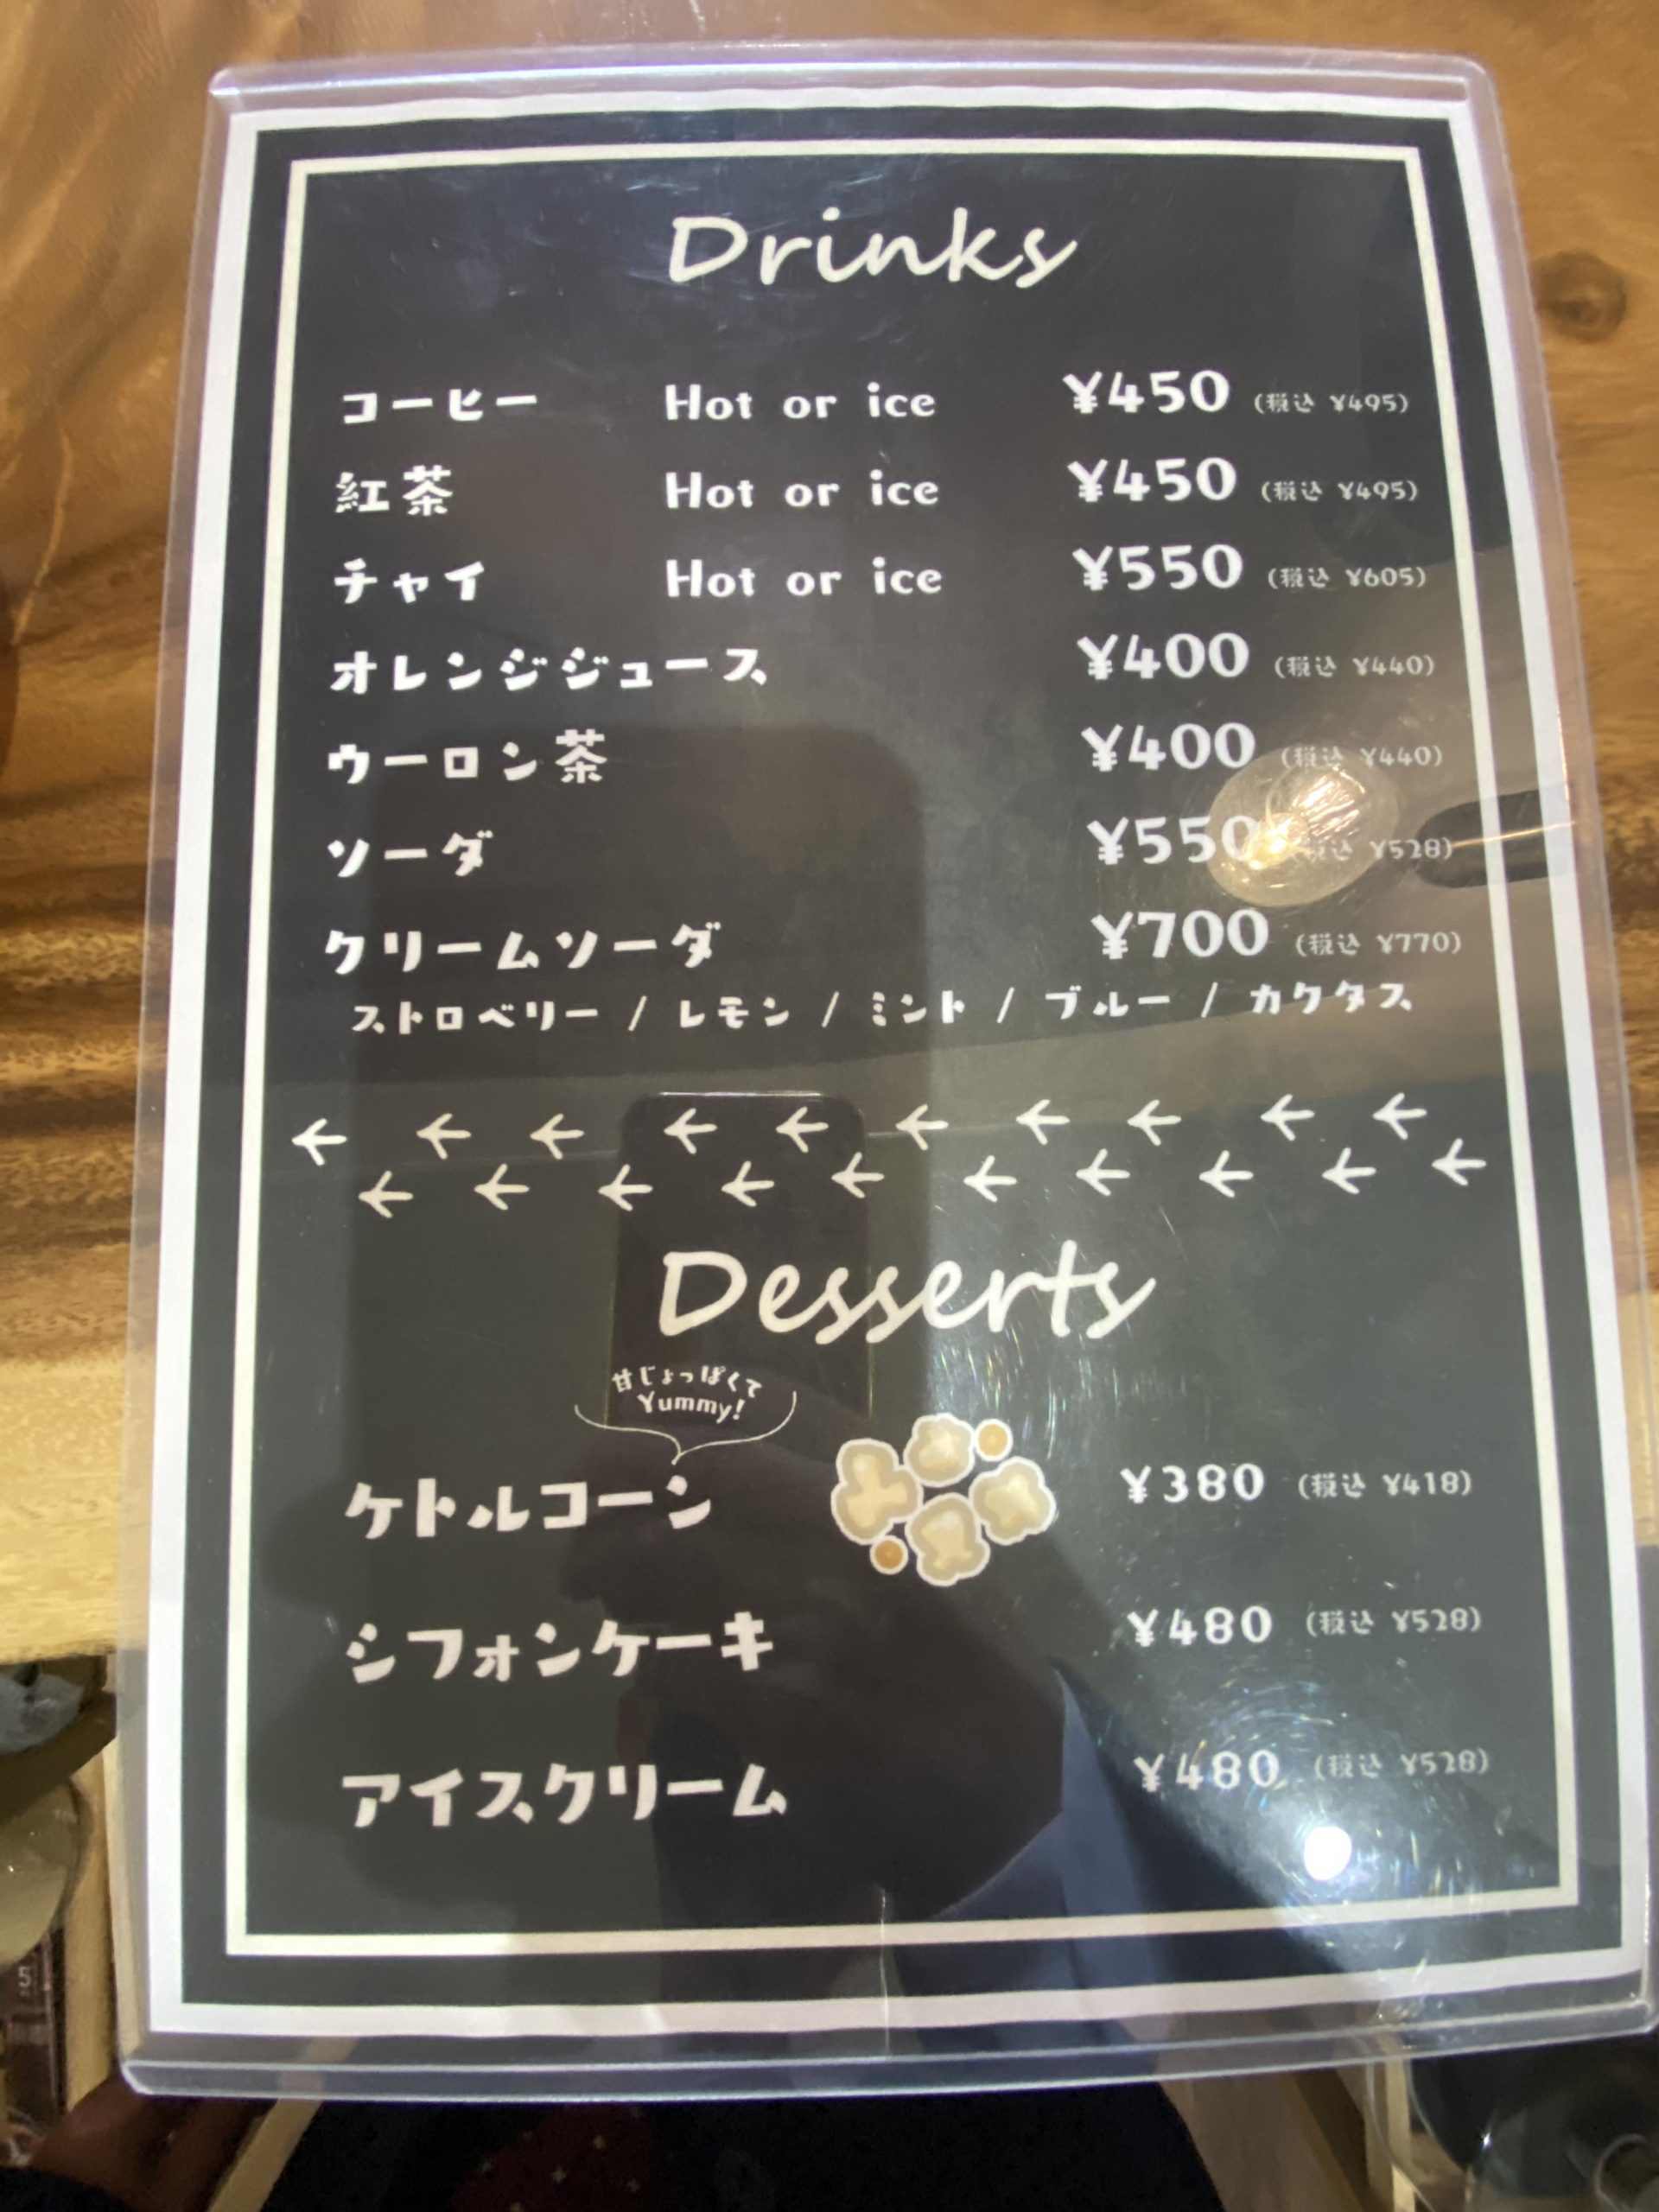 Drinks
コーヒー Hot or ice ¥450 (税込 ¥495)
紅茶 Hot or ice ¥450 (税込 ¥495)
チャイ Hot or ice ¥550 (税込 ¥605)
オレンジジュース ¥400 (税込 ¥440)
ウーロン茶 ¥400 (税込 ¥440)
ソーダ ¥550 (税込 ¥528)
クリームソーダ ¥700 (税込 ¥770)
ストロベリー / レモン / ミント / ブルー / カクタス
Desserts
甘じょっぱくて
Yummy!
ケトルコーン ¥380 (税込 ¥418)
シフォンケーキ ¥480 (税込 ¥528)
アイスクリーム ¥480 (税込 ¥528)
5